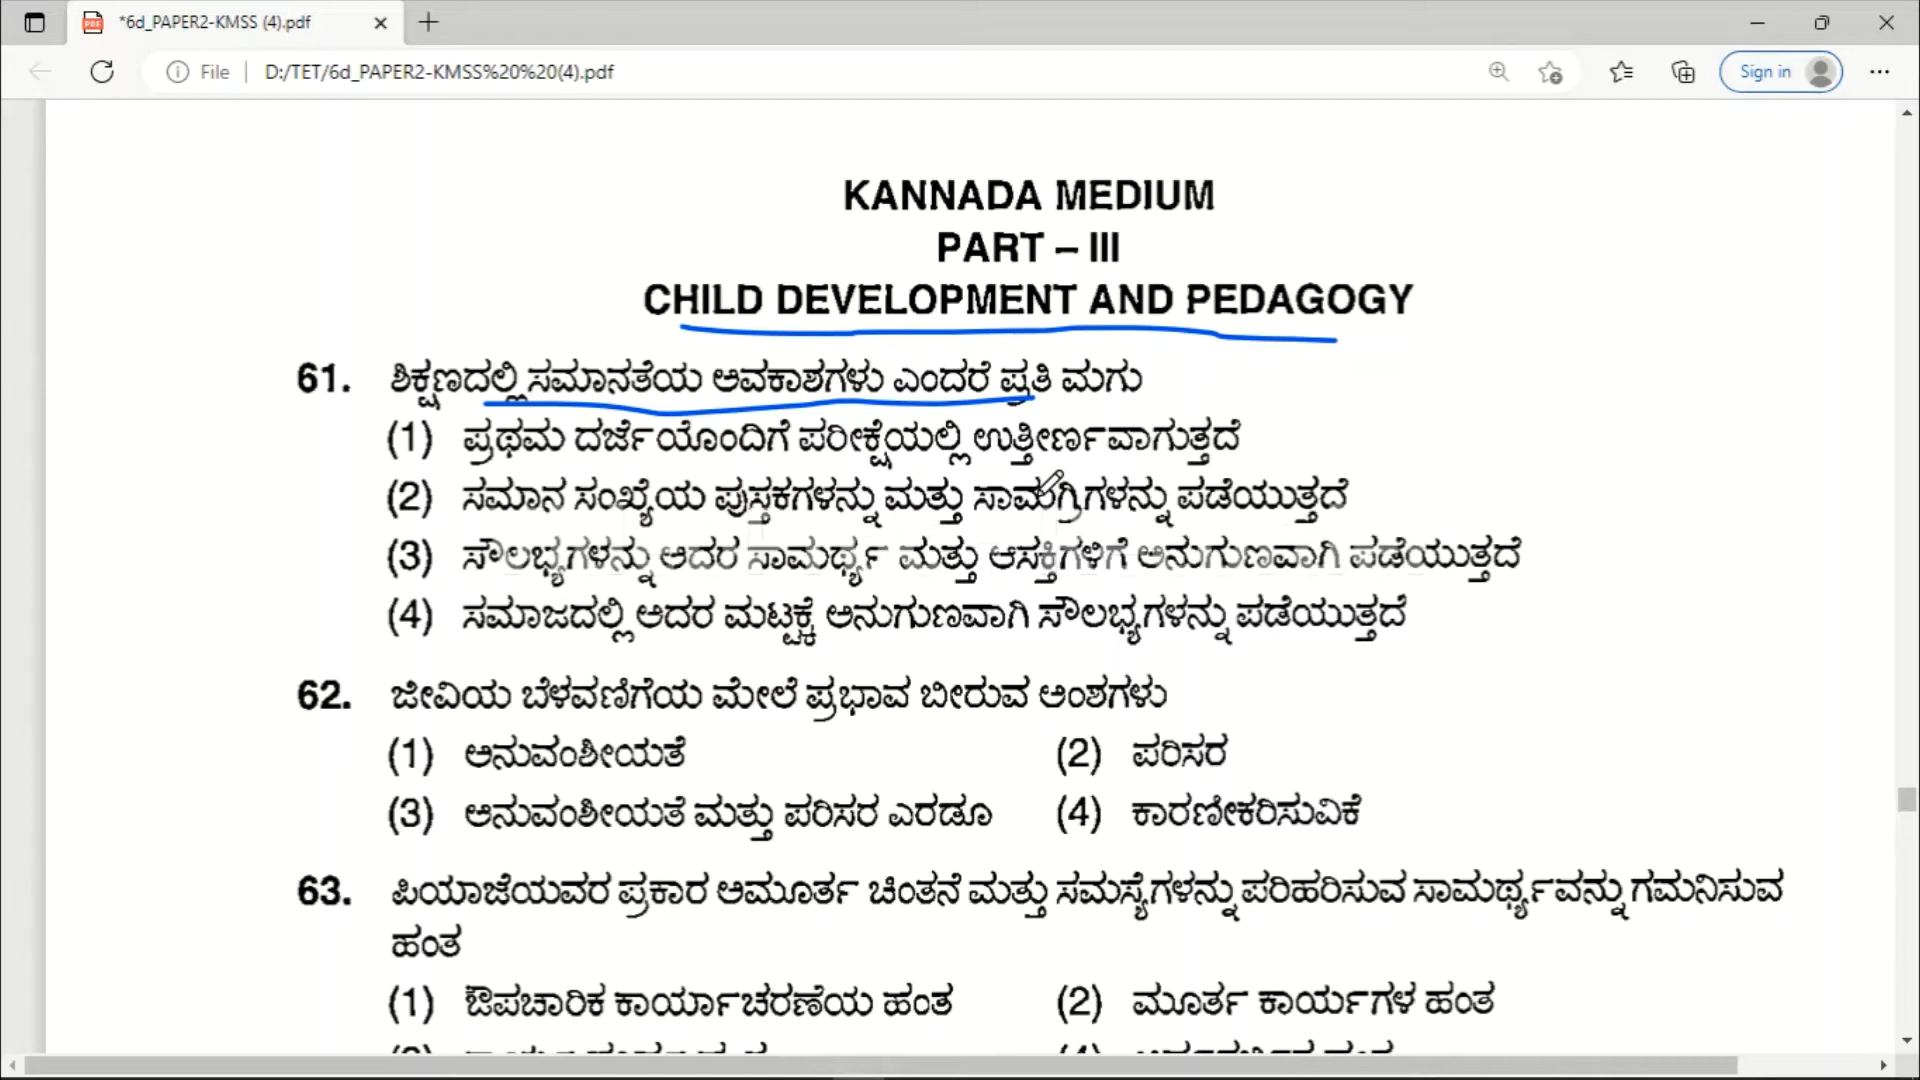 *6d_PAPER2-KMSS (4).pdf
File D:/TET/6d_PAPER2-KMSS%20%20(4).pdf Sign in
KANNADA MEDIUM
PART – III
CHILD DEVELOPMENT AND PEDAGOGY
61. ಶಿಕ್ಷಣದಲ್ಲಿ ಸಮಾನತೆಯ ಅವಕಾಶಗಳು ಎಂದರೆ ಪ್ರತಿ ಮಗು
(1) ಪ್ರಥಮ ದರ್ಜೆಯೊಂದಿಗೆ ಪರೀಕ್ಷೆಯಲ್ಲಿ ಉತ್ತೀರ್ಣವಾಗುತ್ತದೆ
(2) ಸಮಾನ ಸಂಖ್ಯೆಯ ಪುಸ್ತಕಗಳನ್ನು ಮತ್ತು ಸಾಮಗ್ರಿಗಳನ್ನು ಪಡೆಯುತ್ತದೆ
(3) ಸೌಲಭ್ಯಗಳನ್ನು ಅದರ ಸಾಮರ್ಥ್ಯ ಮತ್ತು ಆಸಕ್ತಿಗಳಿಗೆ ಅನುಗುಣವಾಗಿ ಪಡೆಯುತ್ತದೆ
(4) ಸಮಾಜದಲ್ಲಿ ಅದರ ಮಟ್ಟಕ್ಕೆ ಅನುಗುಣವಾಗಿ ಸೌಲಭ್ಯಗಳನ್ನು ಪಡೆಯುತ್ತದೆ
62. ಜೀವಿಯ ಬೆಳವಣಿಗೆಯ ಮೇಲೆ ಪ್ರಭಾವ ಬೀರುವ ಅಂಶಗಳು
(1) ಅನುವಂಶೀಯತೆ (2) ಪರಿಸರ
(3) ಅನುವಂಶೀಯತೆ ಮತ್ತು ಪರಿಸರ ಎರಡೂ (4) ಕಾರಣೀಕರಿಸುವಿಕೆ
63. ಪಿಯಾಜೆಯವರ ಪ್ರಕಾರ ಅಮೂರ್ತ ಚಿಂತನೆ ಮತ್ತು ಸಮಸ್ಯೆಗಳನ್ನು ಪರಿಹರಿಸುವ ಸಾಮರ್ಥ್ಯವನ್ನು ಗಮನಿಸುವ
ಹಂತ
(1) ಔಪಚಾರಿಕ ಕಾರ್ಯಾಚರಣೆಯ ಹಂತ (2) ಮೂರ್ತ ಕಾರ್ಯಗಳ ಹಂತ